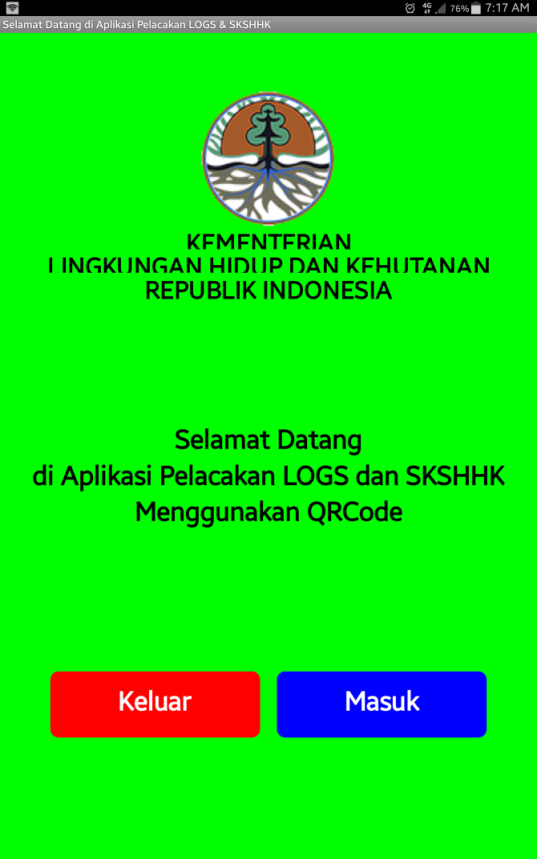 4G 76% 7:17 AM
Selamat Datang di Aplikasi Pelacakan LOGS & SKSHHK
KEMENTERIAN
LINGKUNGAN HIDUP DAN KEHUTANAN
REPUBLIK INDONESIA
Selamat Datang
di Aplikasi Pelacakan LOGS dan SKSHHK
Menggunakan QRCode
Keluar Masuk